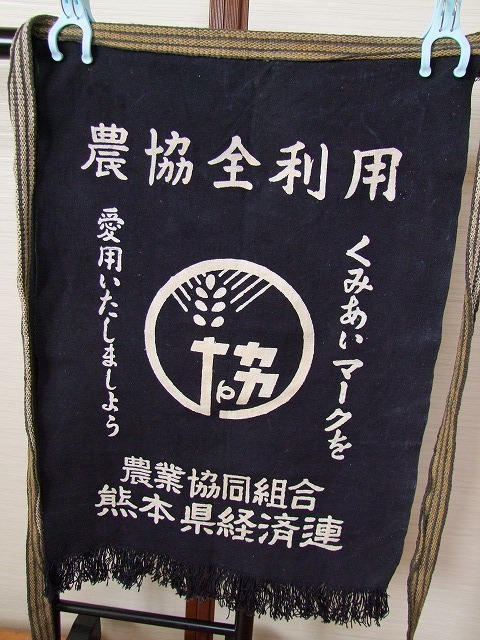 農協全利用
くみあいマークを
愛用いたしましよう
協
農業協同組合
熊本県経済連